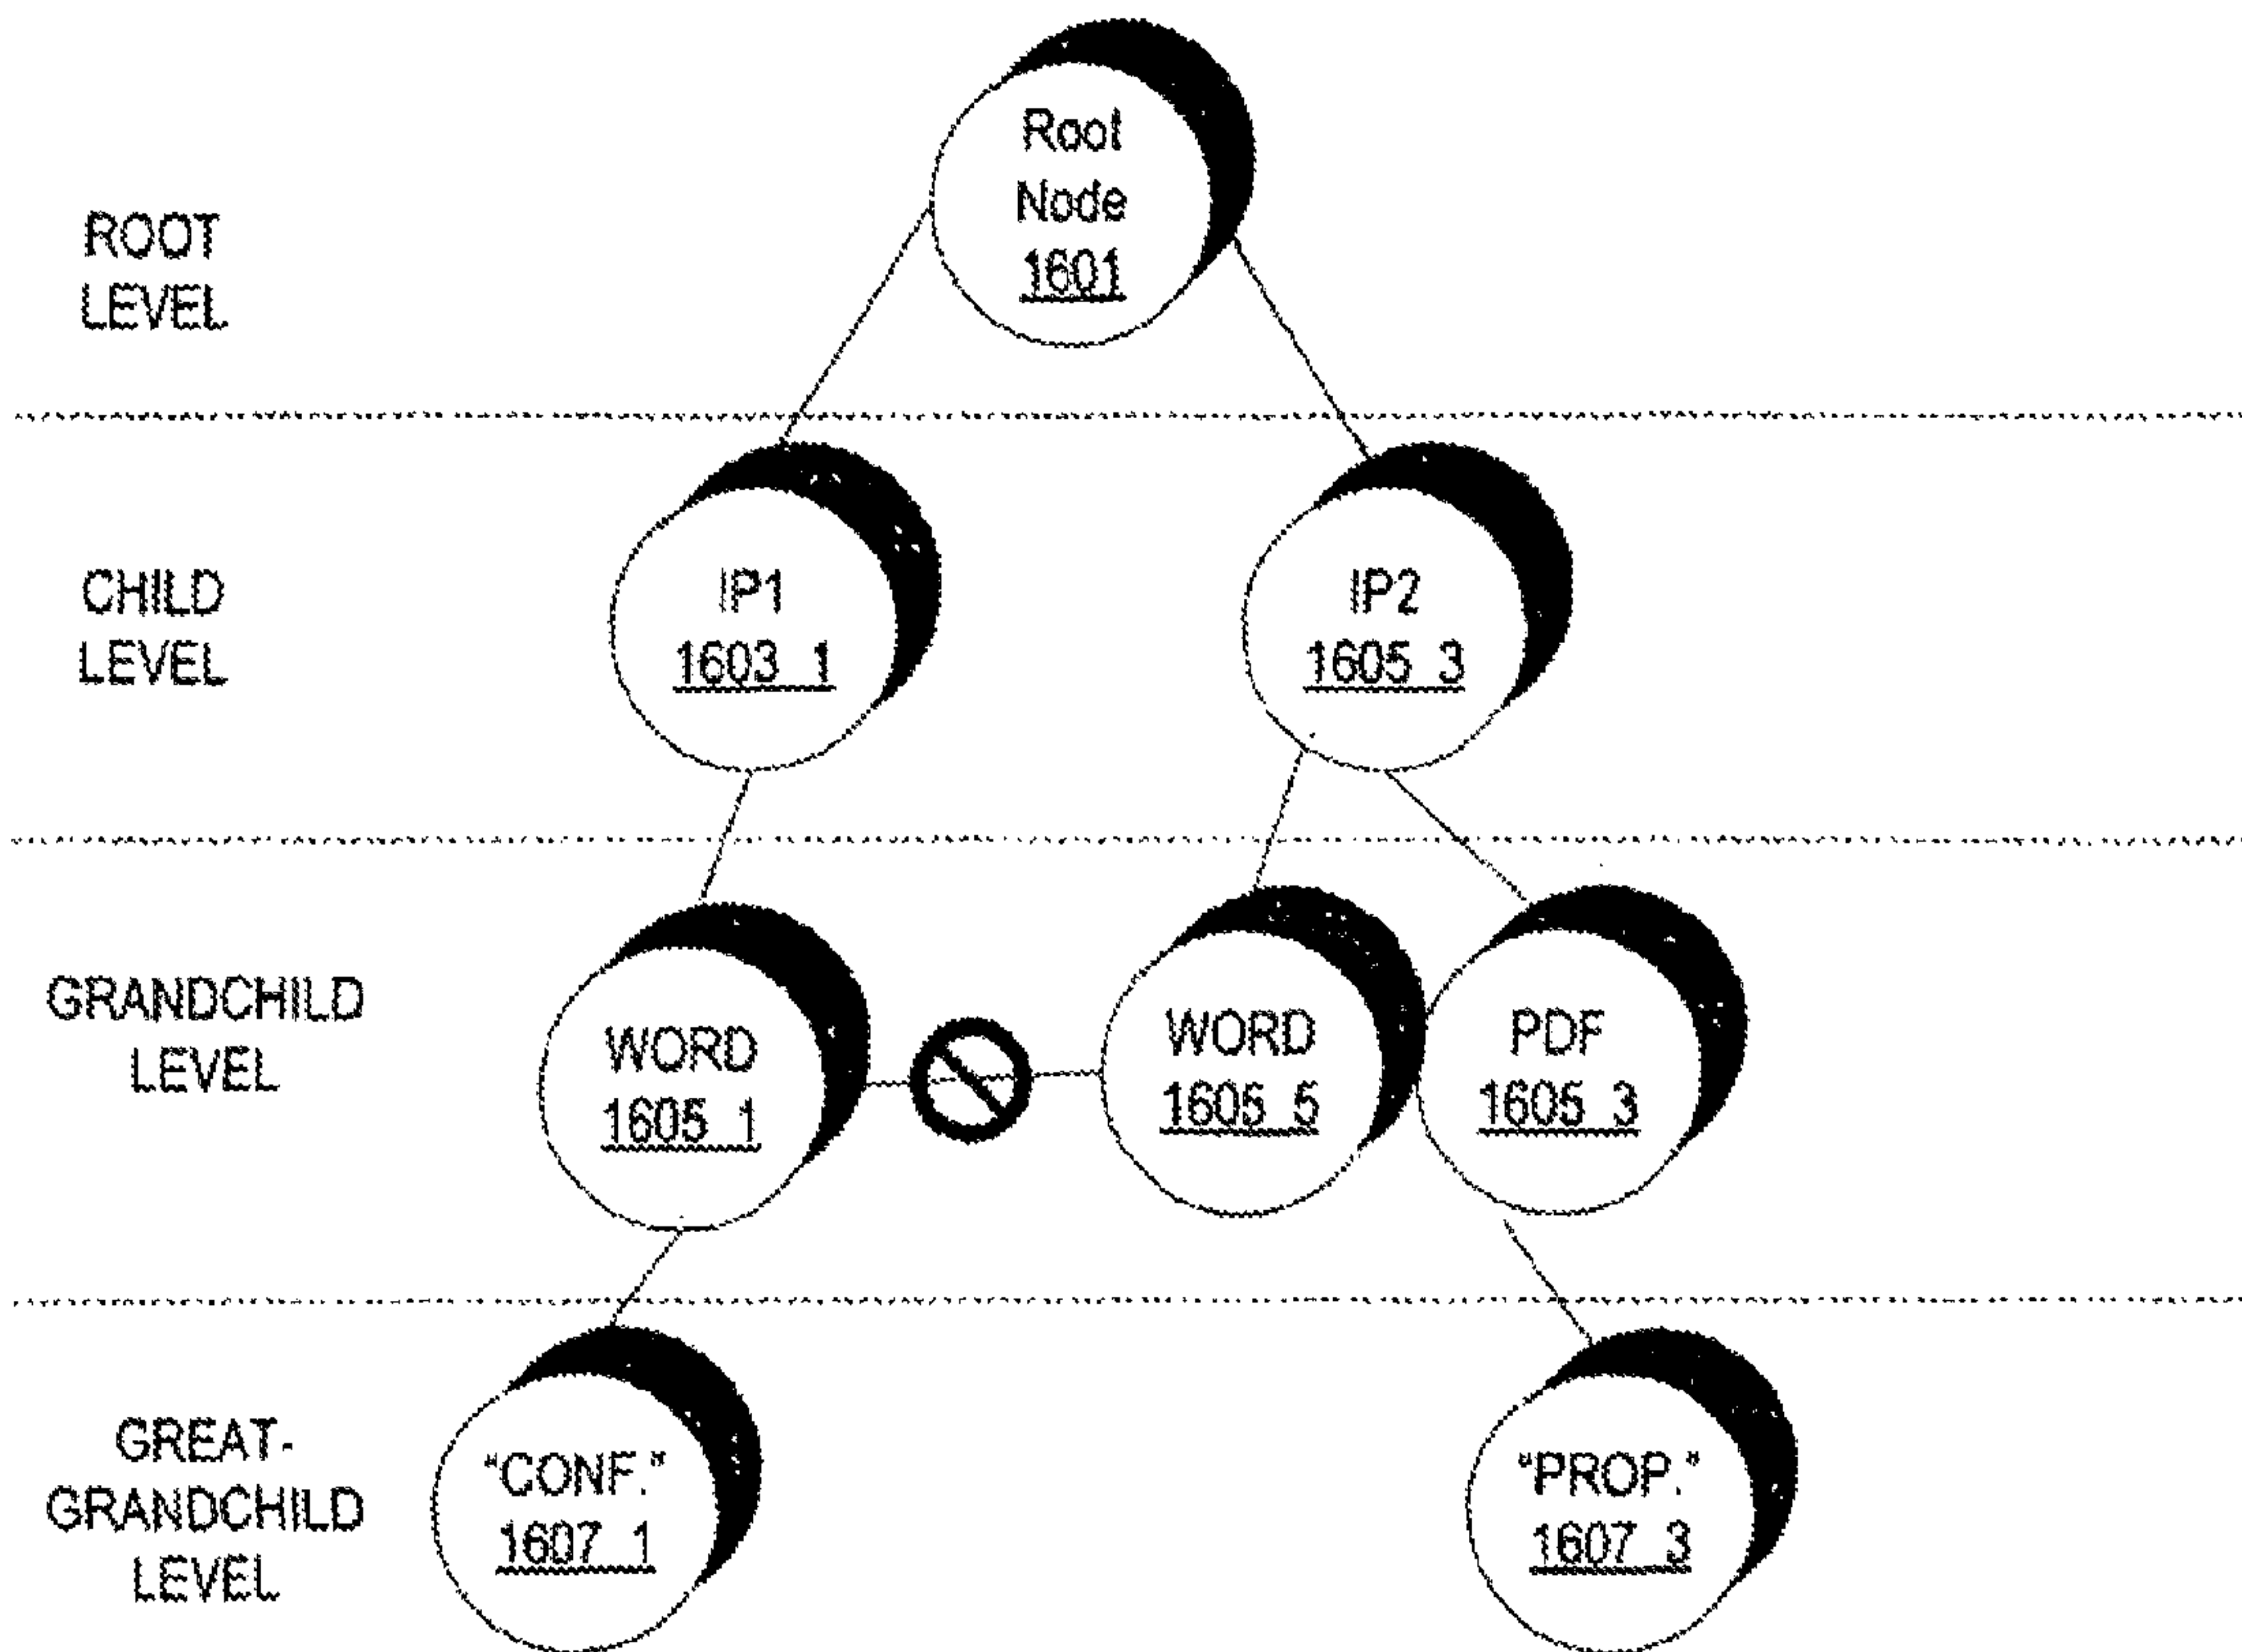 Root
Node
1601
ROOT
LEVEL
IP1
1603_1
IP2
1605_3
CHILD
LEVEL
WORD
1605_1
WORD
1605_5
PDF
1605_3
GRANDCHILD
LEVEL
"CONF."
1607_1
"PROP."
1607_3
GREAT-
GRANDCHILD
LEVEL